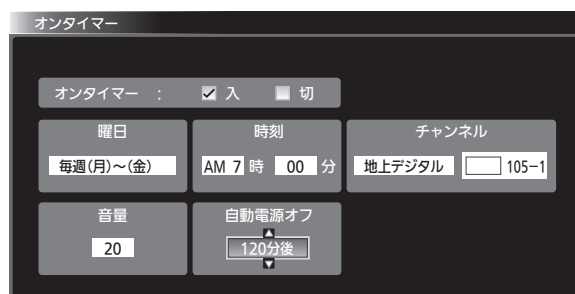 オンタイマー
オンタイマー : 入 切
曜日 時刻 チャンネル
毎週(月)~(金) AM 7 時 00 分 地上デジタル 105-1
音量 自動電源オフ
20 120分後